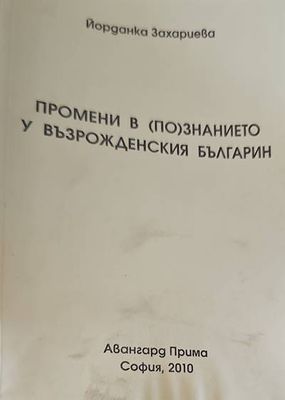 Йорданка Захариева
ПРОМЕНИ В (ПО)ЗНАНИЕТО
У ВЪЗРОЖДЕНСКИЯ БЪЛГАРИН
Авангард Прима
София, 2010